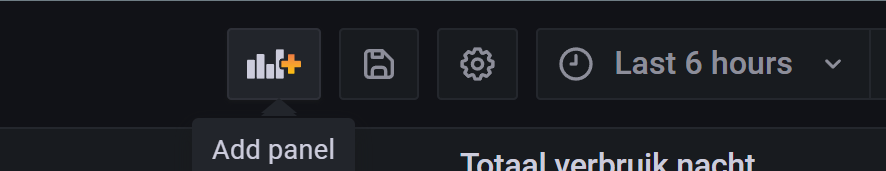 Last 6 hours
Add panel
Totaal verbruik nacht